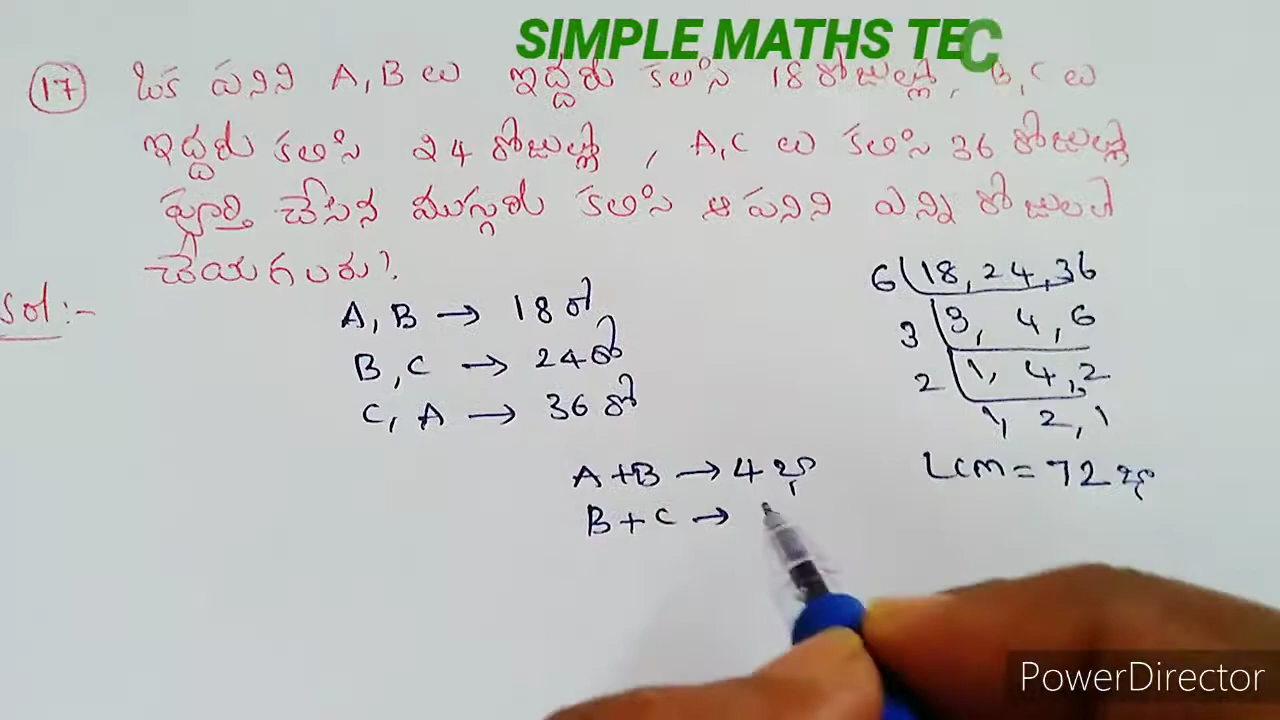 SIMPLE MATHS TEC
17 ఒక పనిని A, B లు ఇద్దరు కలిసి 18 రోజుల్లో, B, C లు
ఇద్దరు కలిసి 24 రోజుల్లో, A, C లు కలిసి 36 రోజుల్లో
పూర్తి చేసిన ముగ్గురు కలిసి ఆ పనిని ఎన్ని రోజులలో
చేయగలరు?
Sol:-
A, B → 18 రో
B, C → 24 రో
C, A → 36 రో
6 18, 24, 36
3 3, 4, 6
2 1, 4, 2
1, 2, 1
LCM = 72 భా
A+B → 4 భా
B+C →
PowerDirector